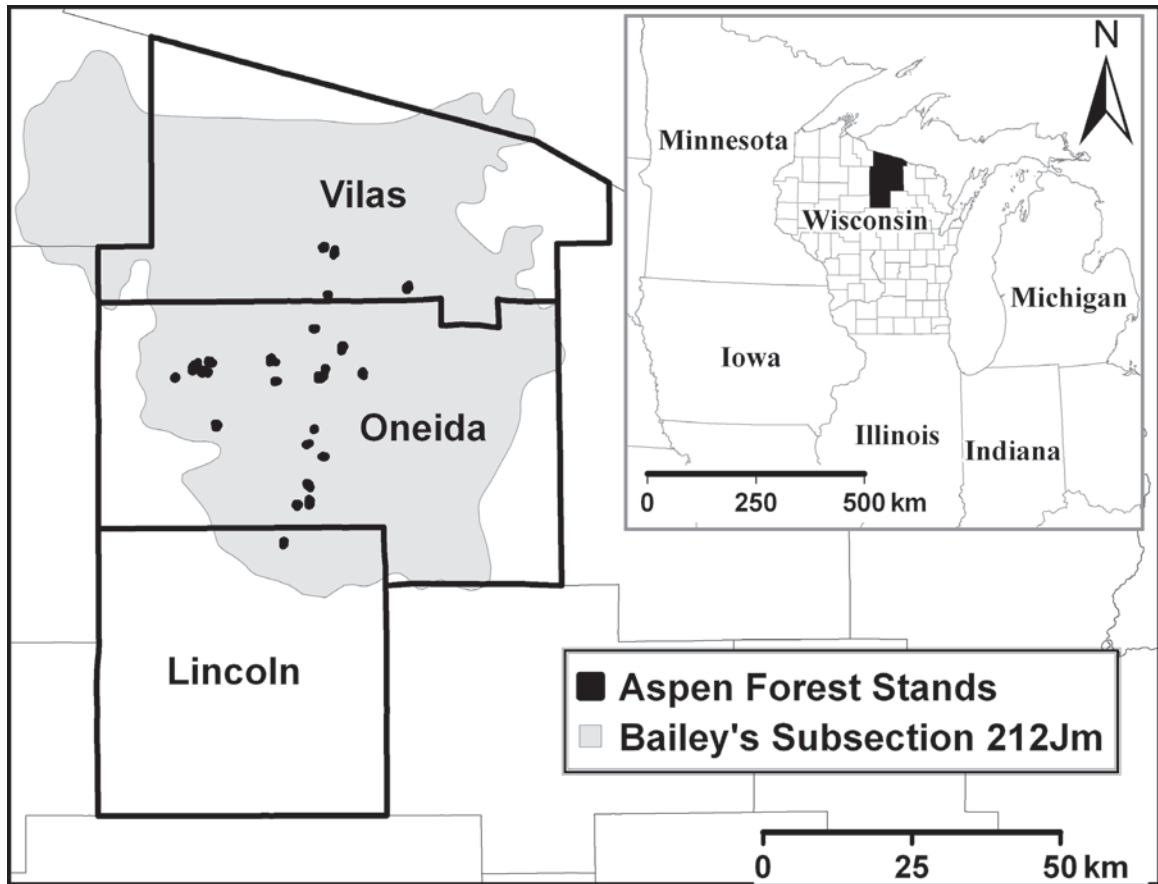 Vilas
Oneida
Lincoln
N
Minnesota
Wisconsin
Michigan
Iowa
Illinois
Indiana
0 250 500 km
Aspen Forest Stands
Bailey's Subsection 212Jm
0 25 50 km